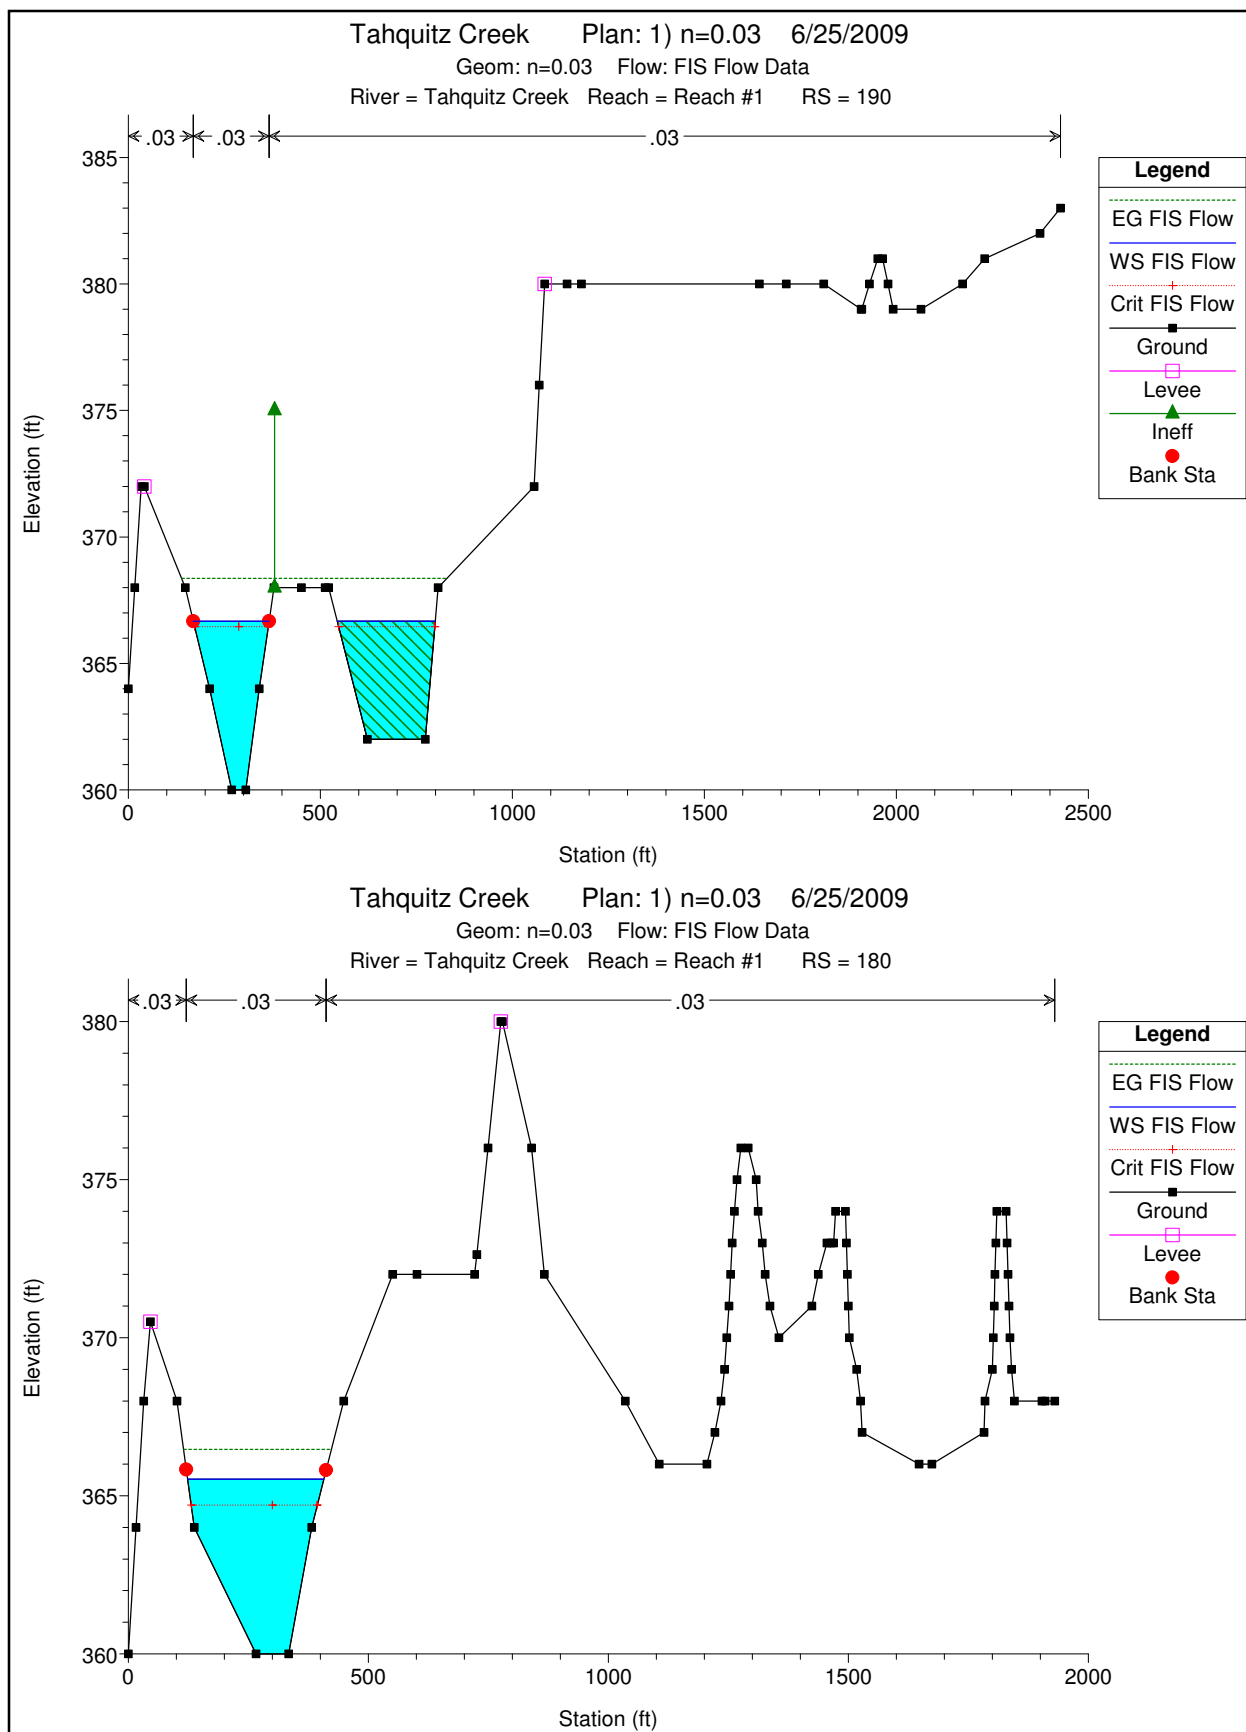 Tahquitz Creek Plan: 1) n=0.03 6/25/2009
Geom: n=0.03 Flow: FIS Flow Data
River = Tahquitz Creek Reach = Reach #1 RS = 190
.03 .03 .03
385
380
375
370
365
360
Elevation (ft)
0 500 1000 1500 2000 2500
Station (ft)
Legend
EG FIS Flow
WS FIS Flow
Crit FIS Flow
Ground
Levee
Ineff
Bank Sta
Tahquitz Creek Plan: 1) n=0.03 6/25/2009
Geom: n=0.03 Flow: FIS Flow Data
River = Tahquitz Creek Reach = Reach #1 RS = 180
.03 .03 .03
380
375
370
365
360
Elevation (ft)
0 500 1000 1500 2000
Station (ft)
Legend
EG FIS Flow
WS FIS Flow
Crit FIS Flow
Ground
Levee
Bank Sta